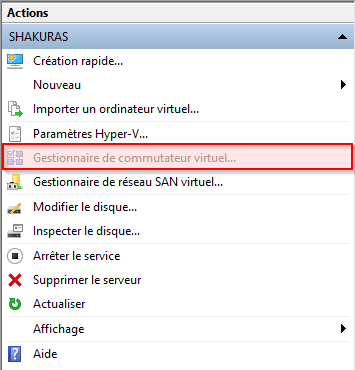 Actions
SHAKURAS
Création rapide...
Nouveau
Importer un ordinateur virtuel...
Paramètres Hyper-V...
Gestionnaire de commutateur virtuel...
Gestionnaire de réseau SAN virtuel...
Modifier le disque...
Inspecter le disque...
Arrêter le service
Supprimer le serveur
Actualiser
Affichage
Aide